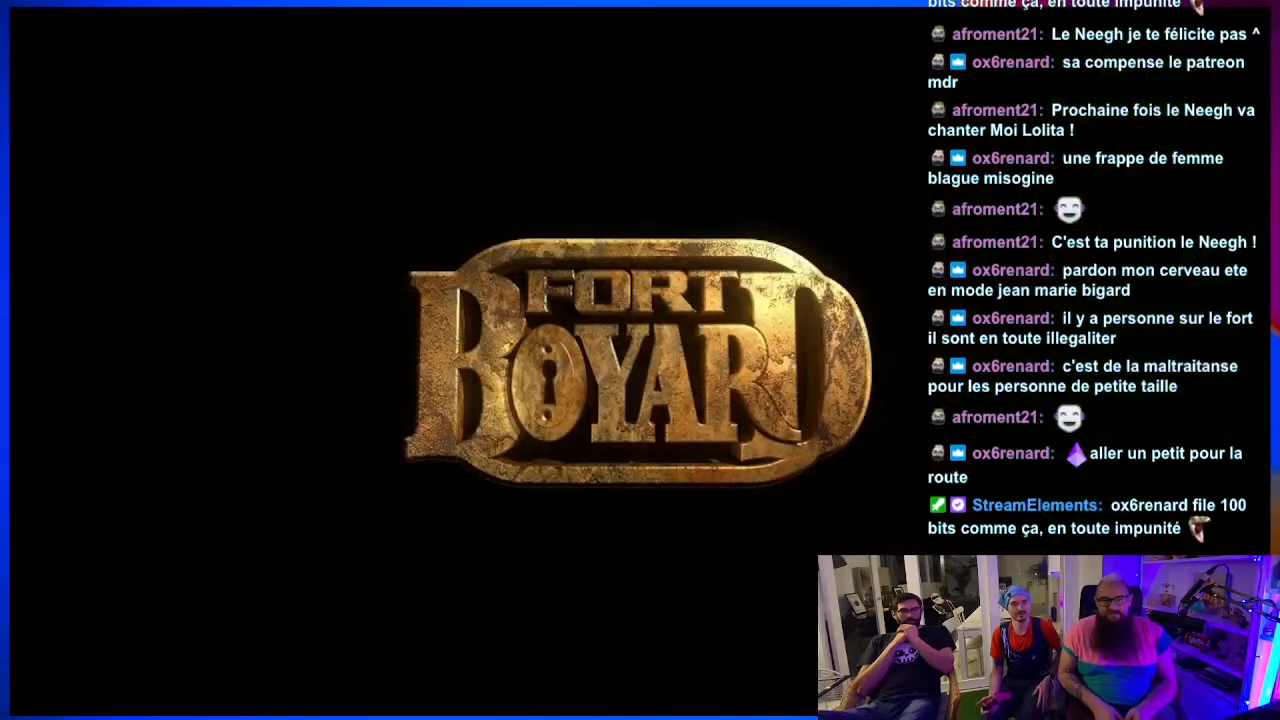 FORT
BOYARD
bits comme ça, en toute impunité
afroment21: Le Neegh je te félicite pas ^
ox6renard: sa compense le patreon
mdr
afroment21: Prochaine fois le Neegh va
chanter Moi Lolita !
ox6renard: une frappe de femme
blague misogine
afroment21:
afroment21: C'est ta punition le Neegh !
ox6renard: pardon mon cerveau ete
en mode jean marie bigard
ox6renard: il y a personne sur le fort
il sont en toute illegaliter
ox6renard: c'est de la maltraitanse
pour les personne de petite taille
afroment21:
ox6renard: aller un petit pour la
route
StreamElements: ox6renard file 100
bits comme ça, en toute impunité